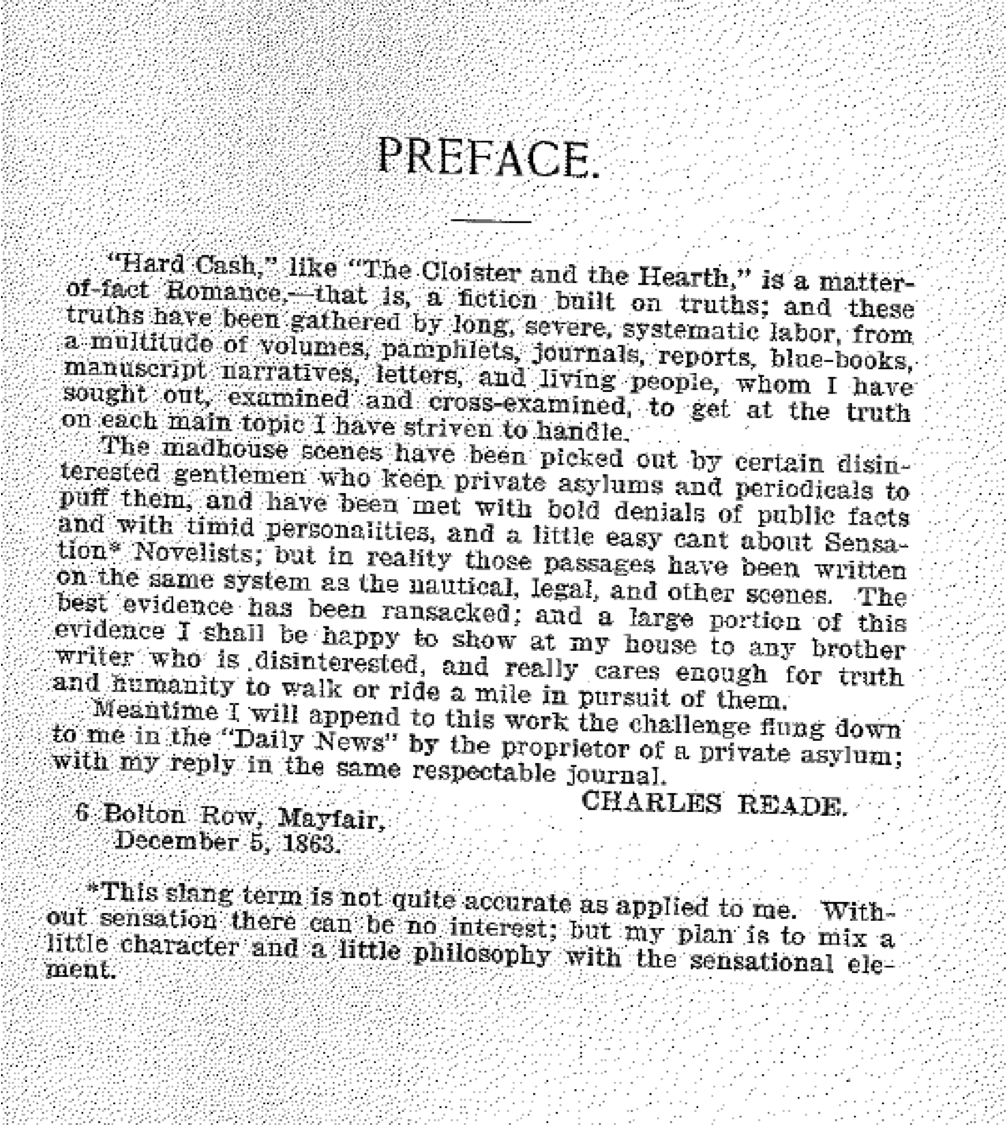 PREFACE.
"Hard Cash," like "The Cloister and the Hearth," is a matter-
of-fact Romance,—that is, a fiction built on truths; and these
truths have been gathered by long, severe, systematic labor, from
a multitude of volumes, pamphlets, journals, reports, blue-books,
manuscript narratives, letters, and living people, whom I have
sought out, examined and cross-examined, to get at the truth
on each main topic I have striven to handle.
The madhouse scenes have been picked out by certain disin-
terested gentlemen who keep private asylums and periodicals to
puff them, and have been met with bold denials of public facts
and with timid personalities, and a little easy cant about Sensa-
tion* Novelists; but in reality those passages have been written
on the same system as the nautical, legal, and other scenes. The
best evidence has been ransacked; and a large portion of this
evidence I shall be happy to show at my house to any brother
writer who is disinterested, and really cares enough for truth
and humanity to walk or ride a mile in pursuit of them.
Meantime I will append to this work the challenge flung down
to me in the "Daily News" by the proprietor of a private asylum;
with my reply in the same respectable journal.
CHARLES READE.
6 Bolton Row, Mayfair,
December 5, 1863.
*This slang term is not quite accurate as applied to me. With-
out sensation there can be no interest; but my plan is to mix a
little character and a little philosophy with the sensational ele-
ment.